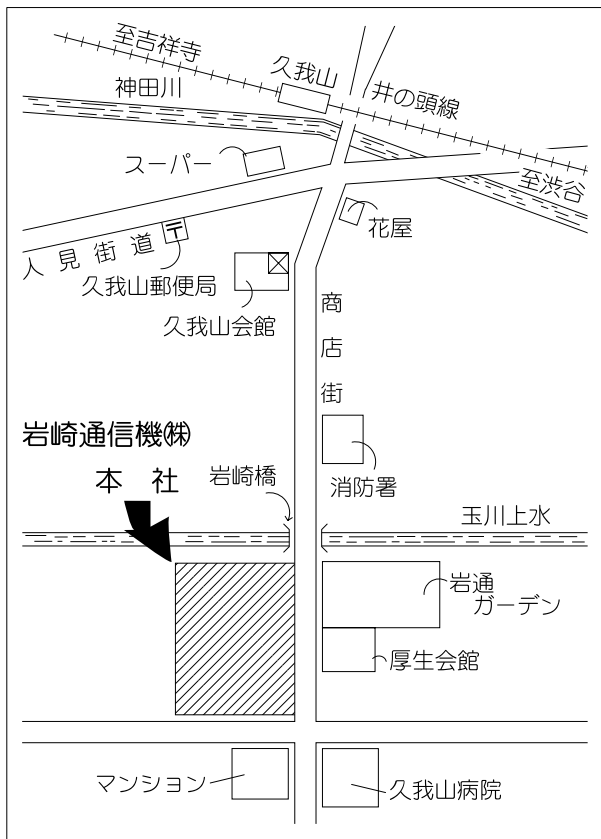 至吉祥寺
久我山
井の頭線
神田川
スーパー
至渋谷
花屋
人見街道
〒
久我山郵便局
久我山会館
商店街
岩崎通信機㈱
本 社
岩崎橋
消防署
玉川上水
岩通
ガーデン
厚生会館
マンション
久我山病院